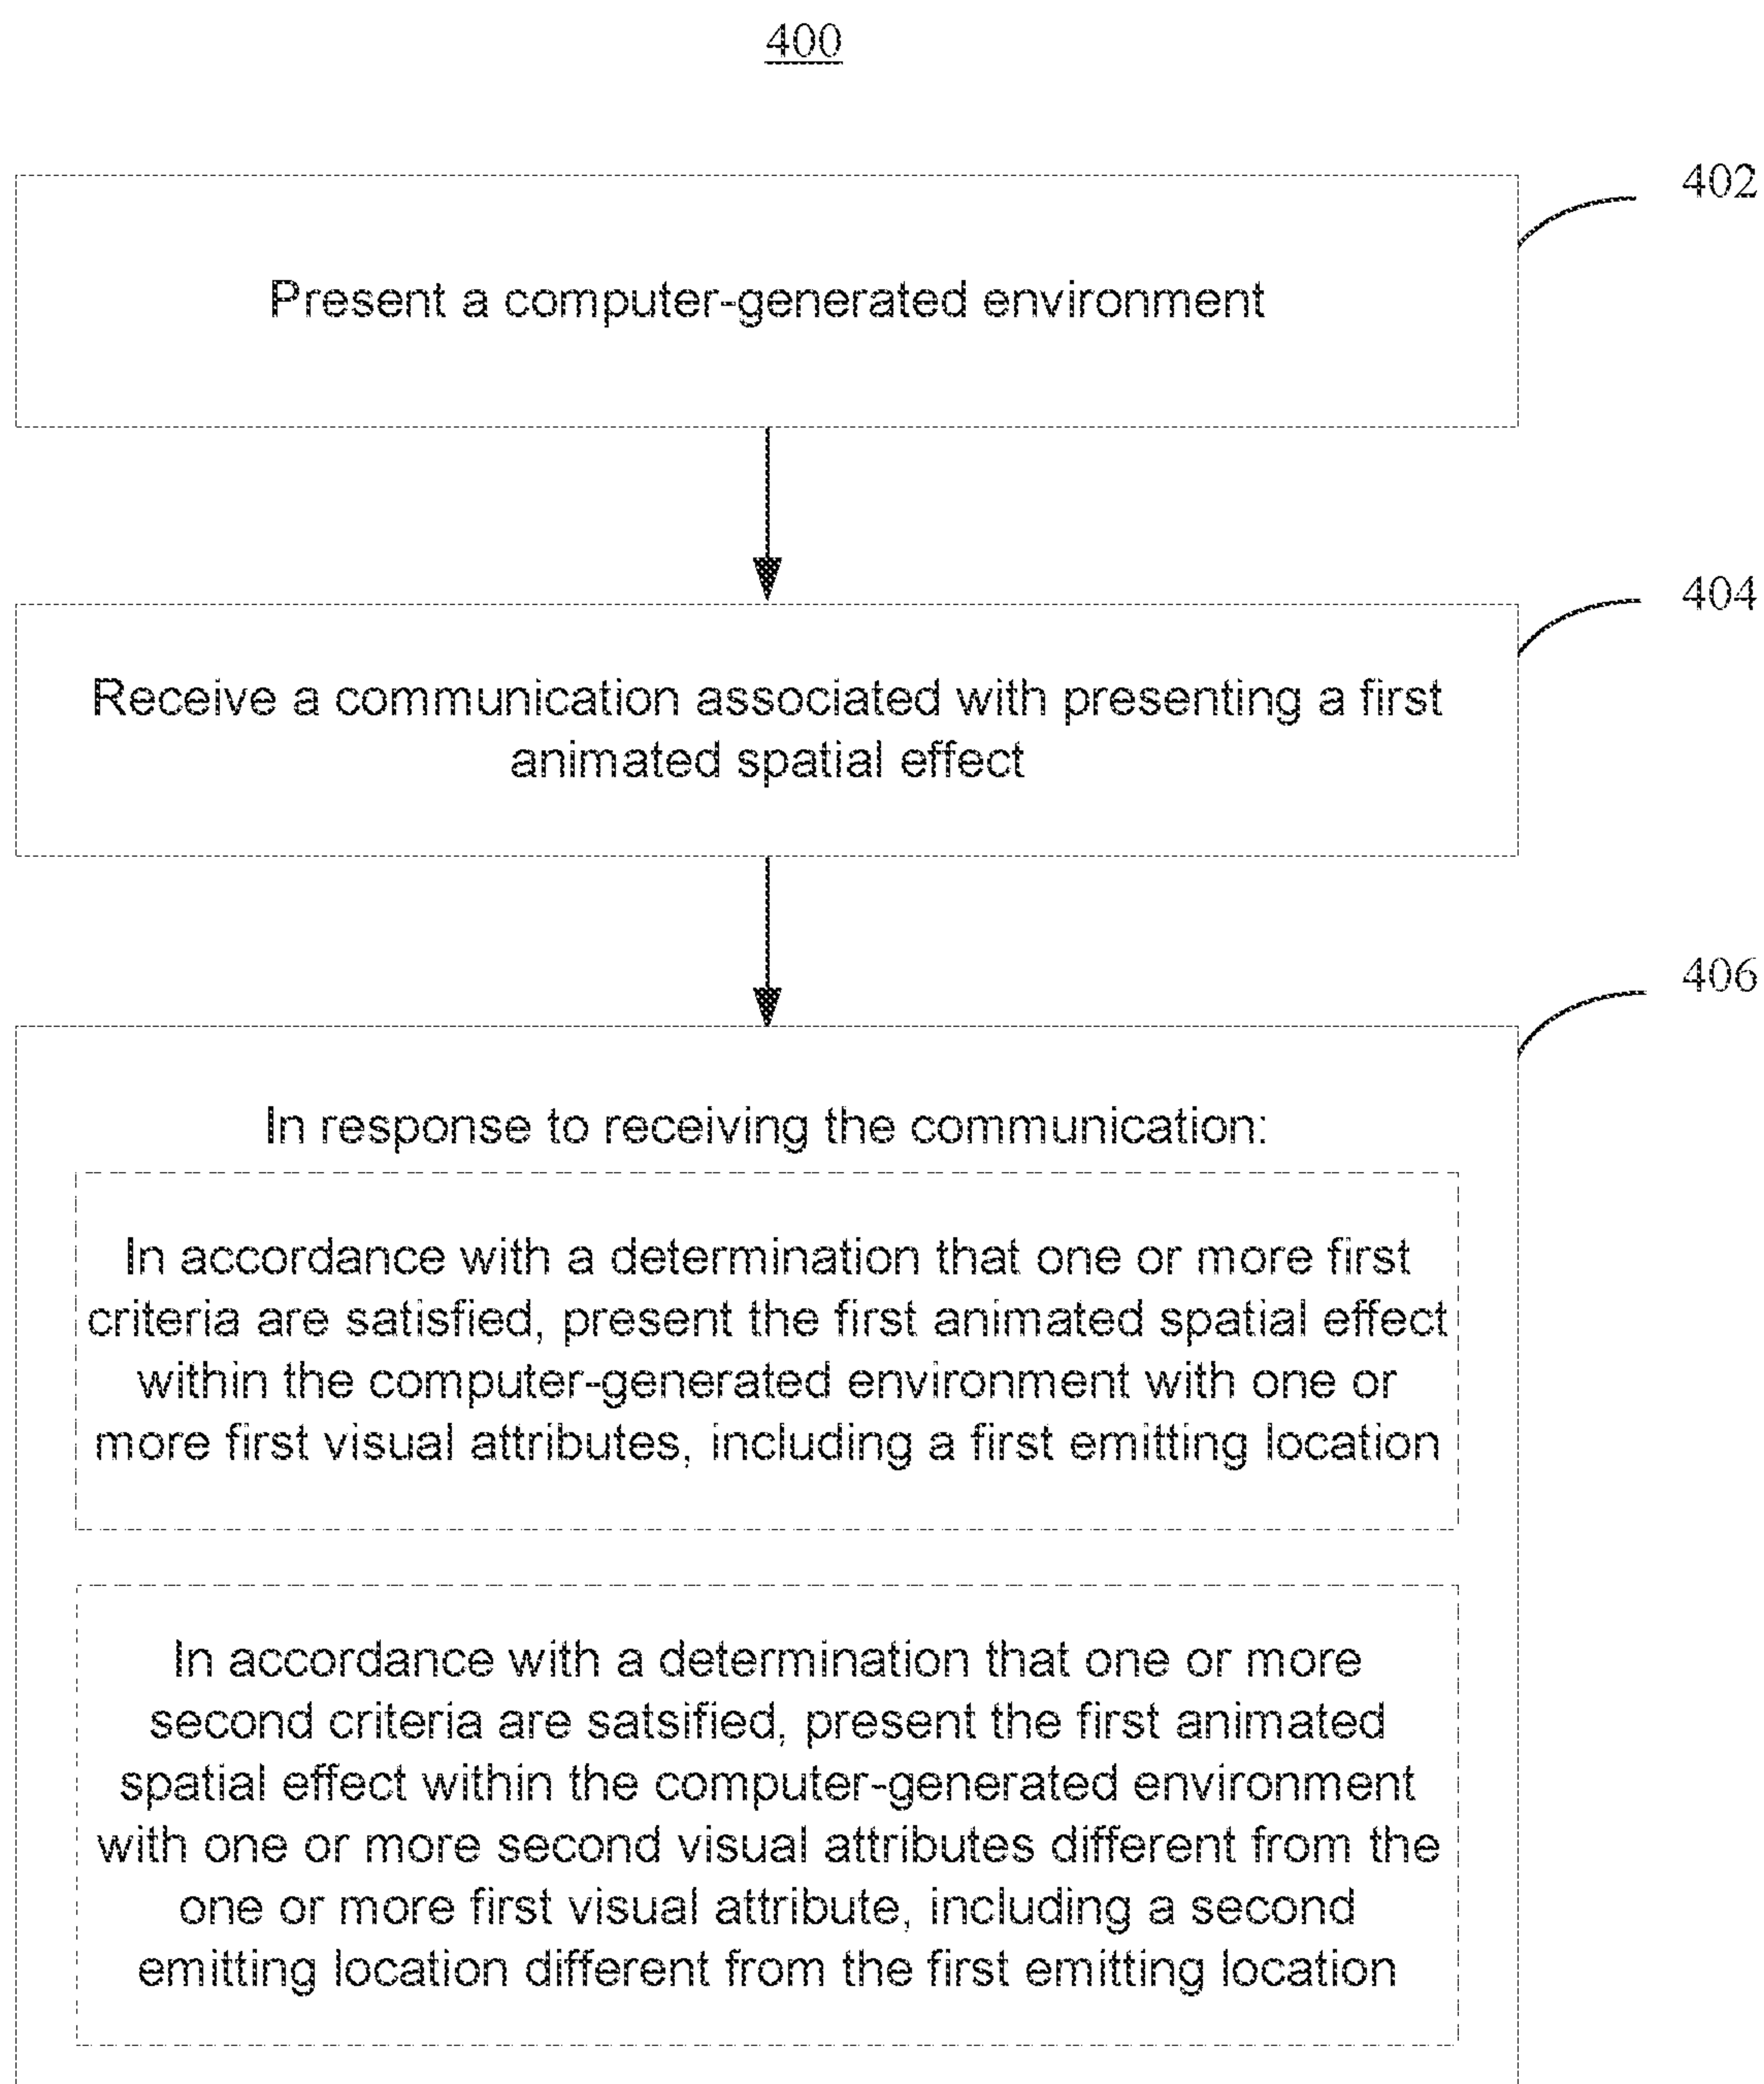 400
402
Present a computer-generated environment
404
Receive a communication associated with presenting a first
animated spatial effect
406
In response to receiving the communication:
In accordance with a determination that one or more first
criteria are satisfied, present the first animated spatial effect
within the computer-generated environment with one or
more first visual attributes, including a first emitting location
In accordance with a determination that one or more
second criteria are satsified, present the first animated
spatial effect within the computer-generated environment
with one or more second visual attributes different from the
one or more first visual attribute, including a second
emitting location different from the first emitting location